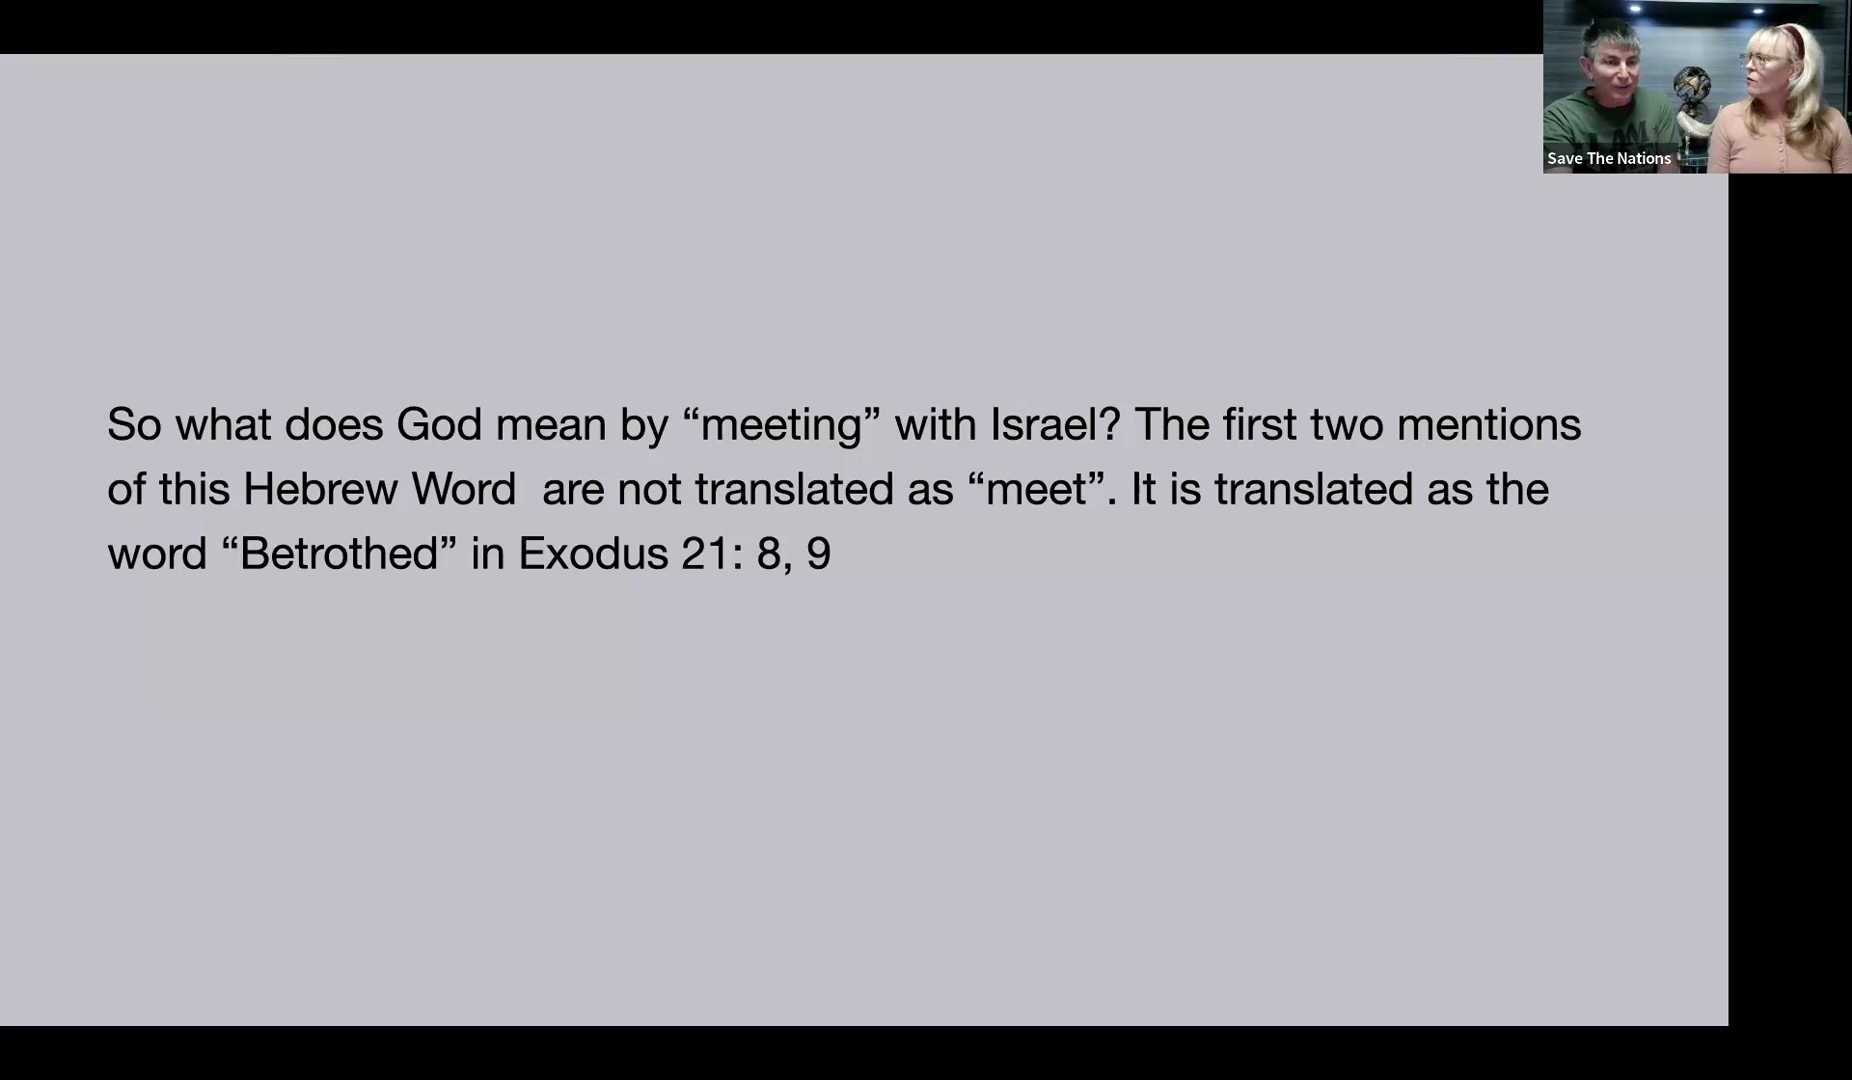 Save The Nations
So what does God mean by “meeting” with Israel? The first two mentions
of this Hebrew Word  are not translated as “meet”. It is translated as the
word “Betrothed” in Exodus 21: 8, 9